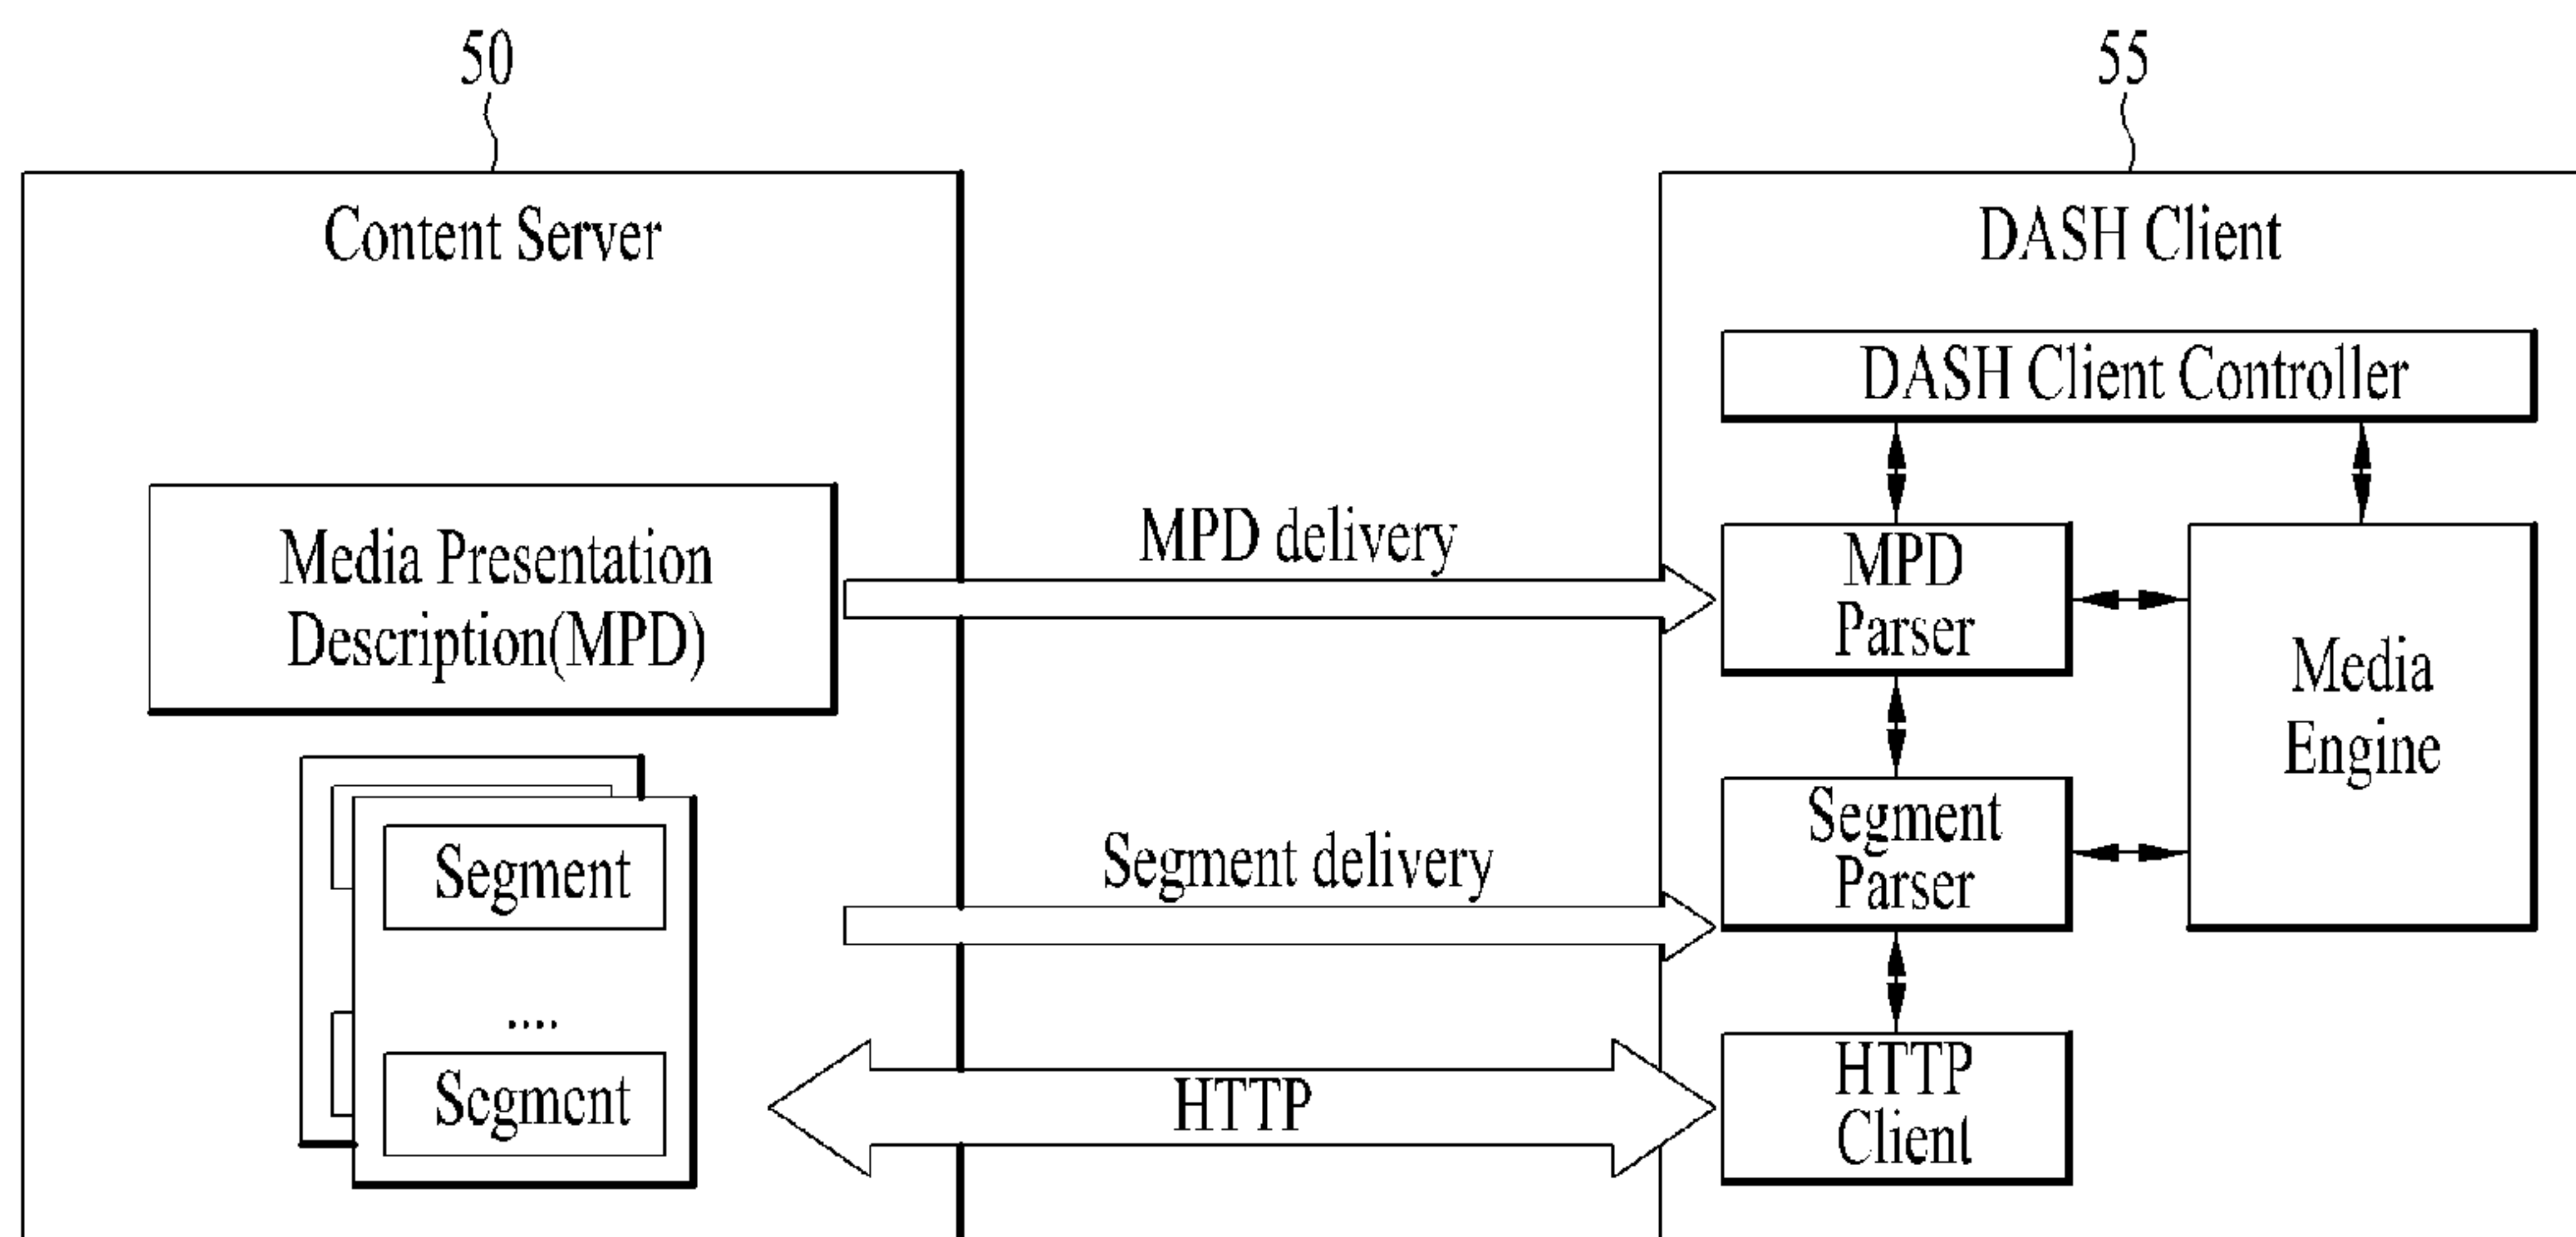 50
55
Content Server
DASH Client
DASH Client Controller
Media Presentation
Description(MPD)
MPD delivery
MPD
Parser
Media
Engine
Segment
....
Segment
Segment delivery
Segment
Parser
HTTP
HTTP
Client